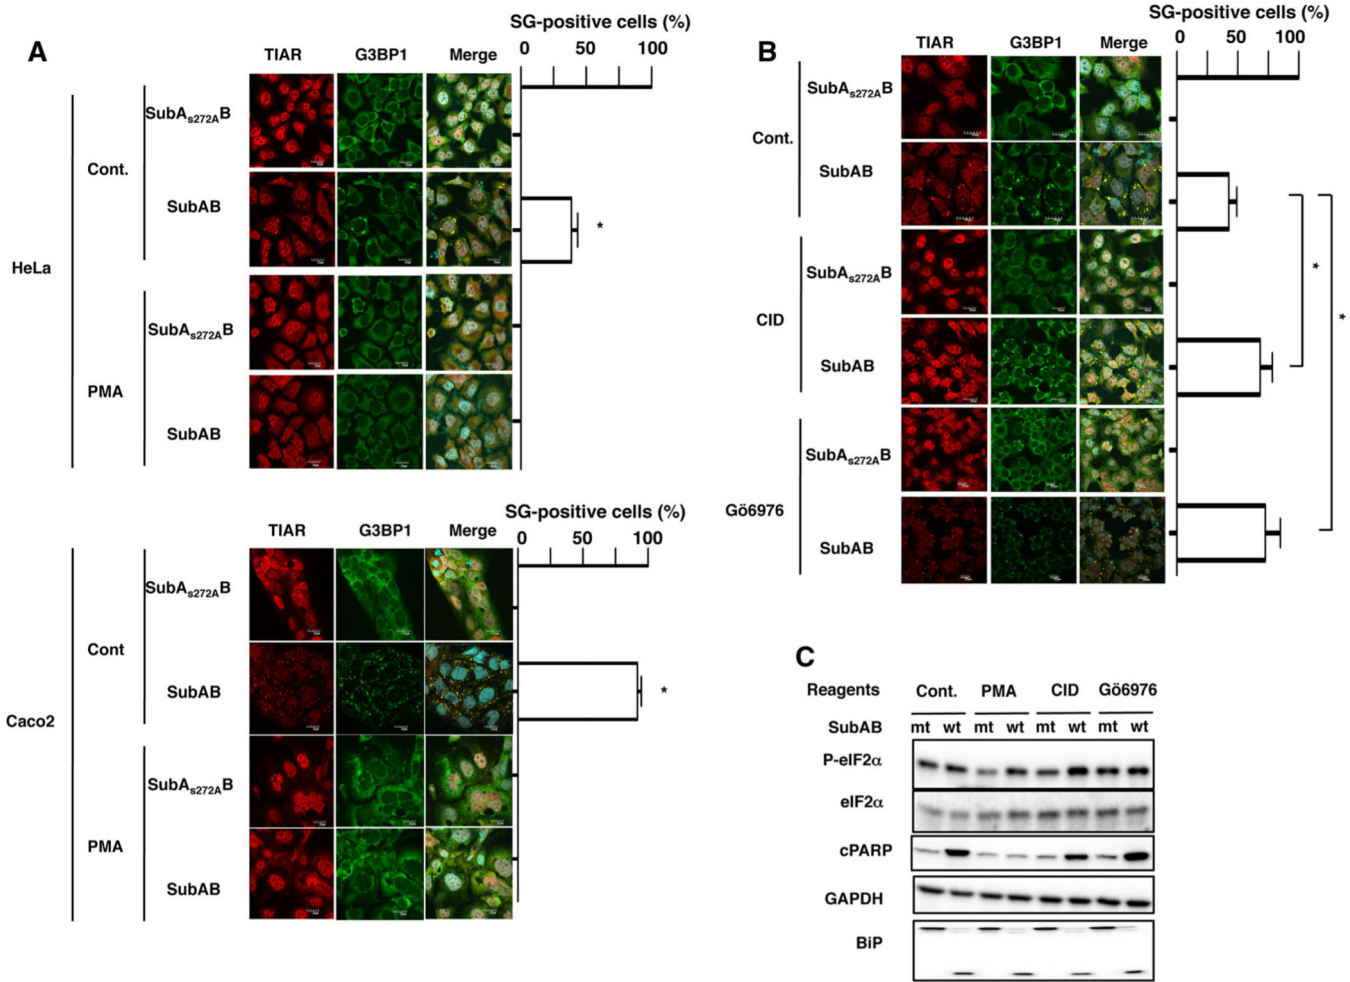 A
SG-positive cells (%)
0 50 100
TIAR G3BP1 Merge
HeLa
Cont.
SubAs272AB
SubAB
PMA
SubAs272AB
SubAB
*
SG-positive cells (%)
0 50 100
TIAR G3BP1 Merge
Caco2
Cont
SubAs272AB
SubAB
PMA
SubAs272AB
SubAB
*
B
SG-positive cells (%)
0 50 100
TIAR G3BP1 Merge
Cont.
SubAs272AB
SubAB
CID
SubAs272AB
SubAB
Gö6976
SubAs272AB
SubAB
*
*
C
Reagents Cont. PMA CID Gö6976
SubAB mt wt mt wt mt wt mt wt
P-eIF2α
eIF2α
cPARP
GAPDH
BiP